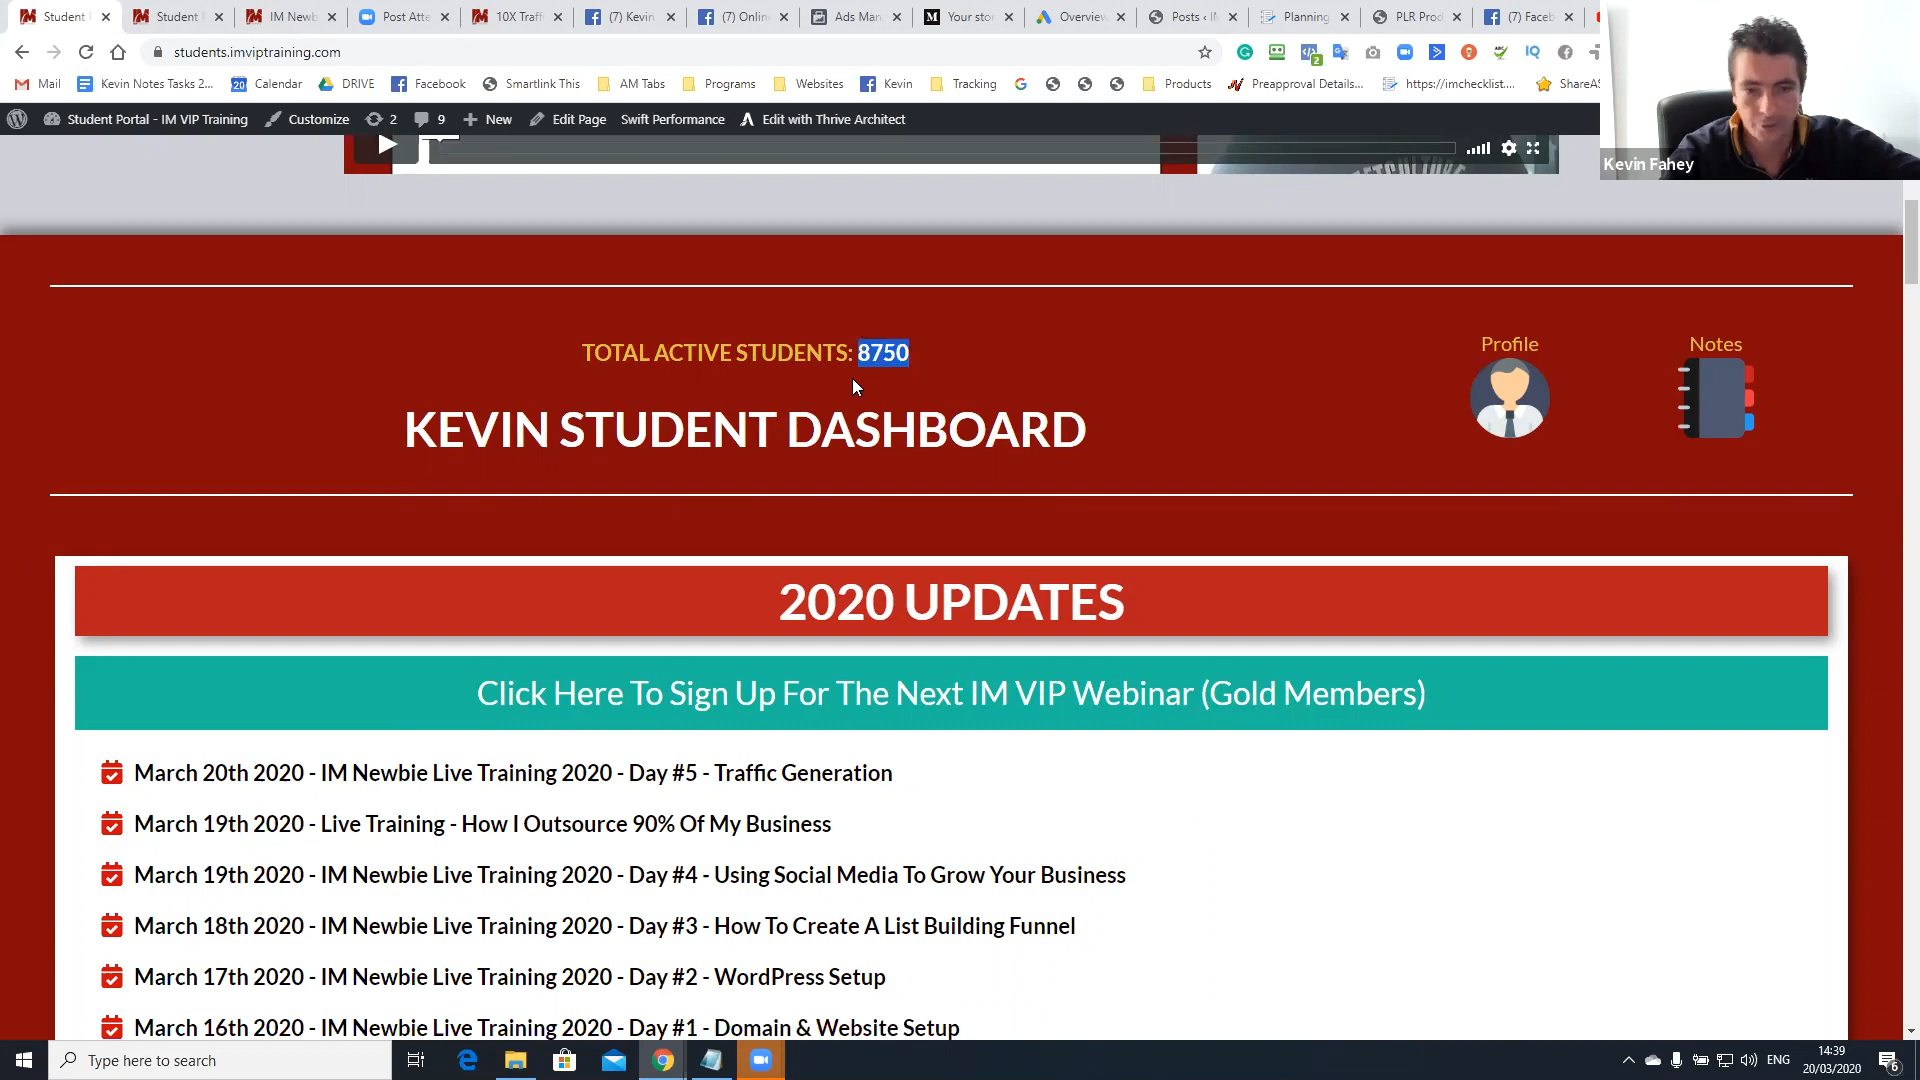 Student P
Student P
IM Newb
Post Atte
10X Traff
(7) Kevin
(7) Onlin
Ads Man
Your stor
Overview
Posts ‹ I
Planning
PLR Prod
(7) Faceb
students.imviptraining.com
Mail
Kevin Notes Tasks 2...
Calendar
DRIVE
Facebook
Smartlink This
AM Tabs
Programs
Websites
Kevin
Tracking
Products
Preapproval Details...
https://imchecklist....
ShareAS
Student Portal - IM VIP Training
Customize
2
9
New
Edit Page
Swift Performance
Edit with Thrive Architect
Kevin Fahey
TOTAL ACTIVE STUDENTS: 8750
Profile
Notes
KEVIN STUDENT DASHBOARD
2020 UPDATES
Click Here To Sign Up For The Next IM VIP Webinar (Gold Members)
March 20th 2020 - IM Newbie Live Training 2020 - Day #5 - Traffic Generation
March 19th 2020 - Live Training - How I Outsource 90% Of My Business
March 19th 2020 - IM Newbie Live Training 2020 - Day #4 - Using Social Media To Grow Your Business
March 18th 2020 - IM Newbie Live Training 2020 - Day #3 - How To Create A List Building Funnel
March 17th 2020 - IM Newbie Live Training 2020 - Day #2 - WordPress Setup
March 16th 2020 - IM Newbie Live Training 2020 - Day #1 - Domain & Website Setup
Type here to search
ENG
14:39
20/03/2020
6